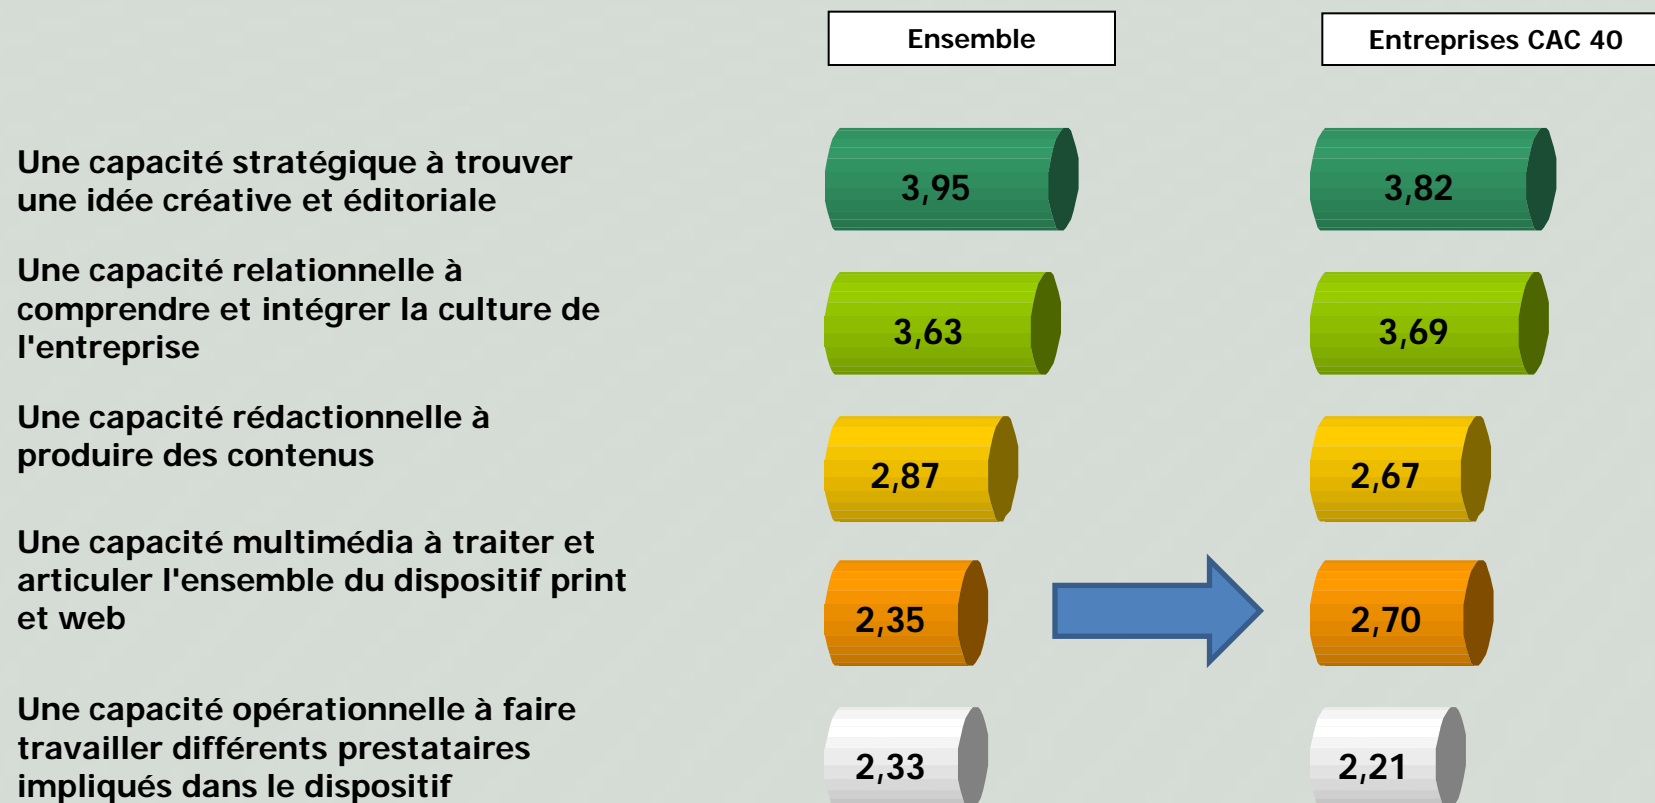 Ensemble
Entreprises CAC 40
Une capacité stratégique à trouver
une idée créative et éditoriale
3,95
3,82
Une capacité relationnelle à
comprendre et intégrer la culture de
l'entreprise
3,63
3,69
Une capacité rédactionnelle à
produire des contenus
2,87
2,67
Une capacité multimédia à traiter et
articuler l'ensemble du dispositif print
et web
2,35
2,70
Une capacité opérationnelle à faire
travailler différents prestataires
impliqués dans le dispositif
2,33
2,21